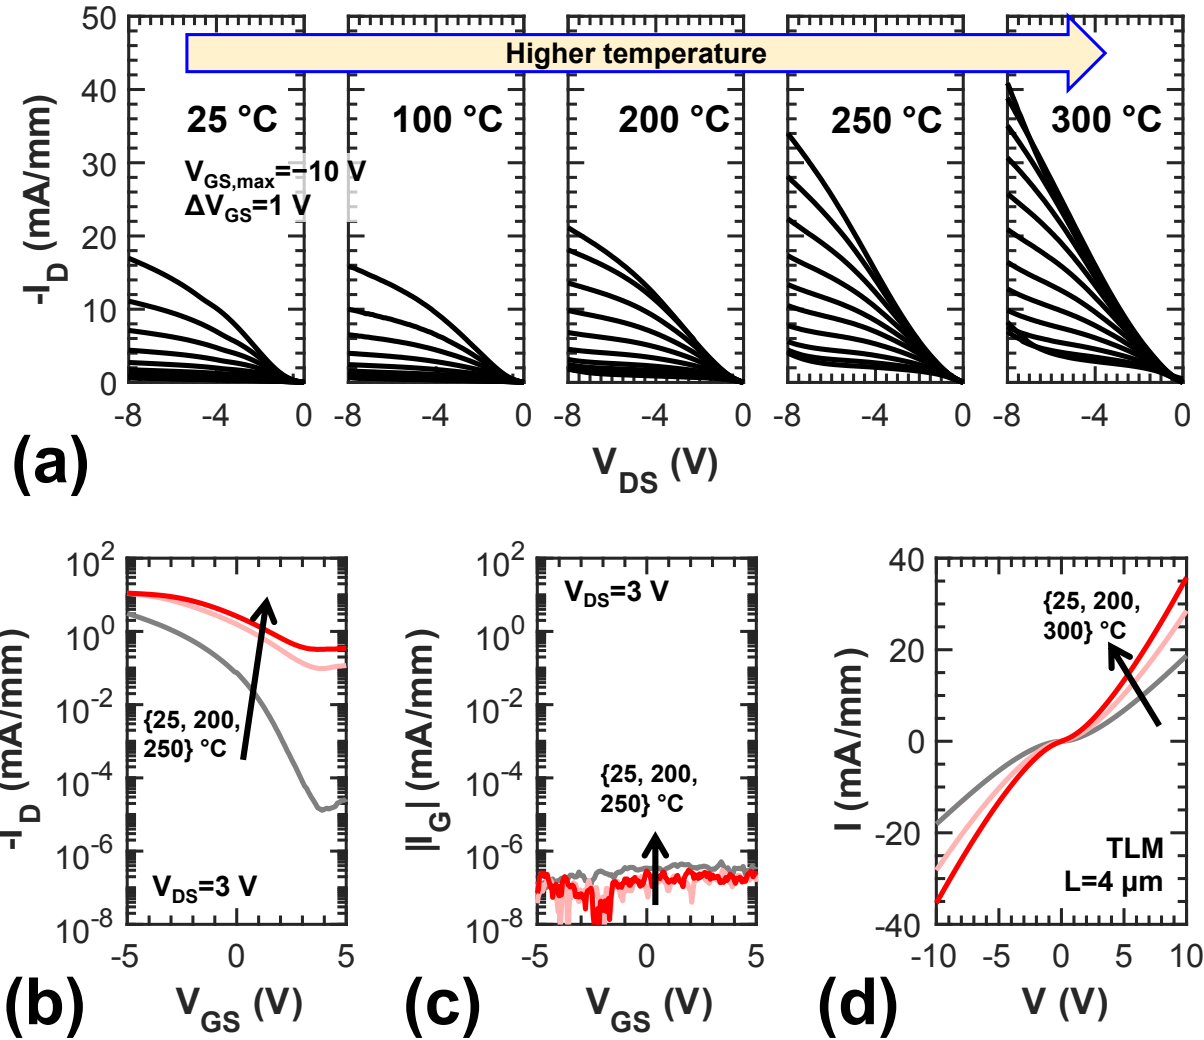 Higher temperature
25 °C
100 °C
200 °C
250 °C
300 °C
V_GS,max=−10 V
ΔV_GS=1 V
-I_D (mA/mm)
50
40
30
20
10
0
-8 -4 0
-8 -4 0
-8 -4 0
-8 -4 0
-8 -4 0
V_DS (V)
(a)
-I_D (mA/mm)
10^2
10^0
10^-2
10^-4
10^-6
10^-8
{25, 200,
250} °C
V_DS=3 V
-5 0 5
V_GS (V)
(b)
|I_G| (mA/mm)
10^2
10^0
10^-2
10^-4
10^-6
10^-8
V_DS=3 V
{25, 200,
250} °C
-5 0 5
V_GS (V)
(c)
I (mA/mm)
40
20
0
-20
-40
{25, 200,
300} °C
TLM
L=4 μm
-10 -5 0 5 10
V (V)
(d)